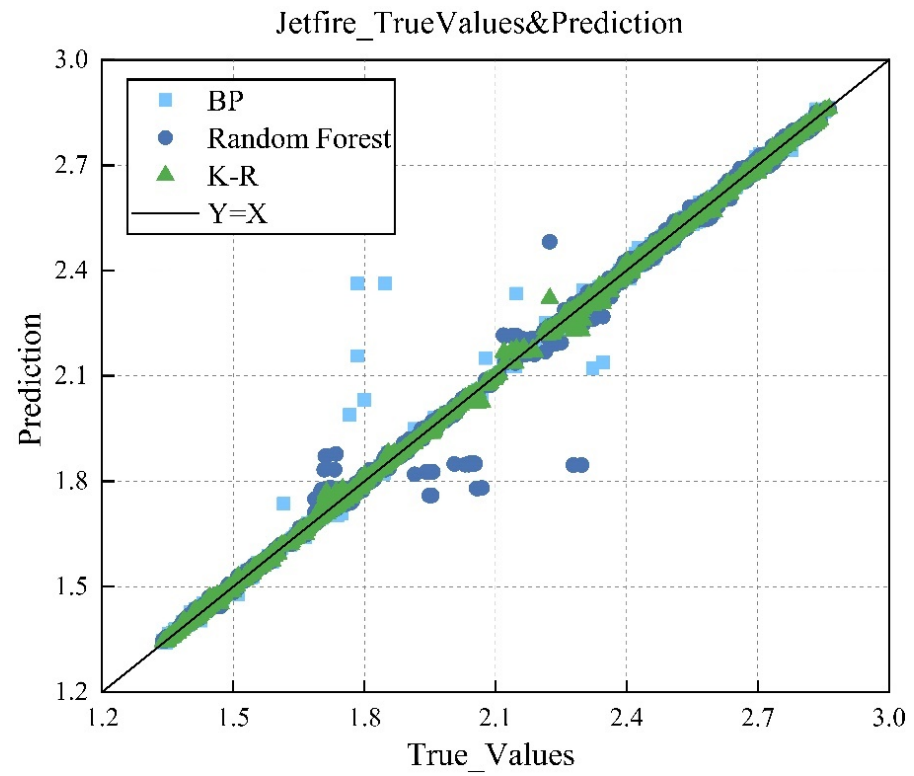 Jetfire_TrueValues&Prediction
3.0
2.7
2.4
2.1
1.8
1.5
1.2
Prediction
BP
Random Forest
K-R
Y=X
1.2 1.5 1.8 2.1 2.4 2.7 3.0
True_Values